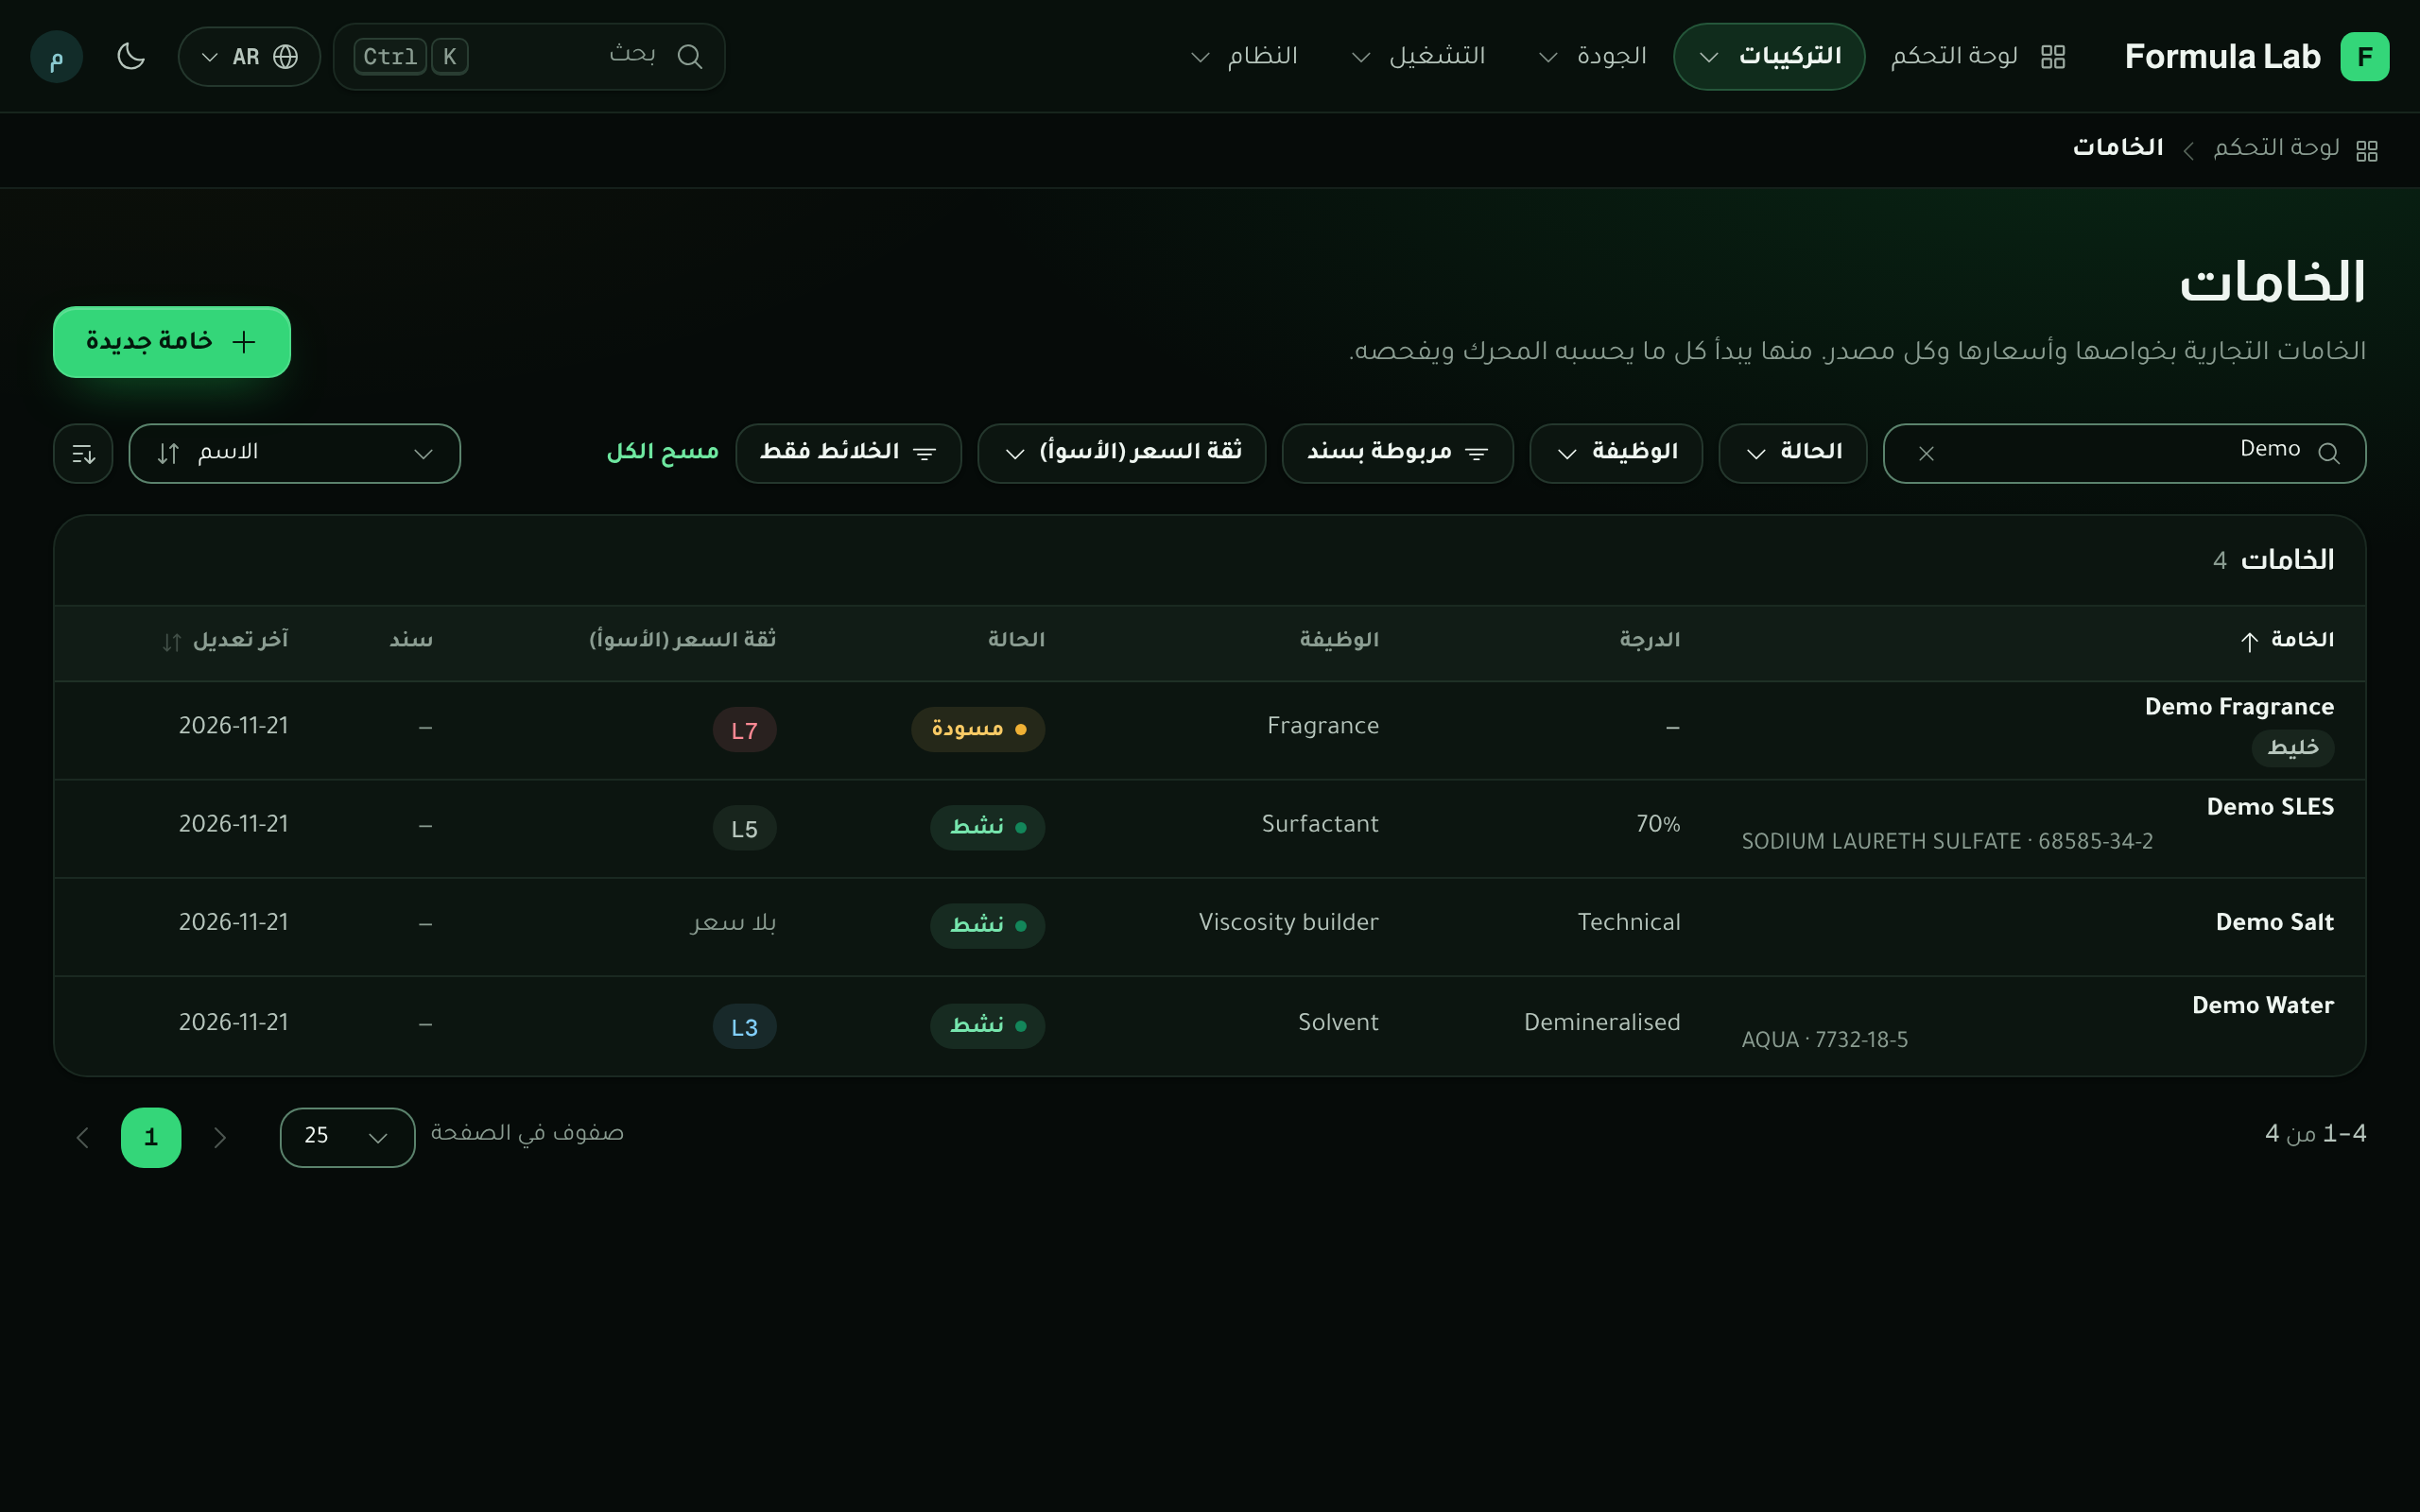 F Formula Lab لوحة التحكم التركيبات الجودة التشغيل النظام بحث Ctrl K AR م
لوحة التحكم الخامات
الخامات
الخامات التجارية بخواصها وأسعارها وكل مصدر. منها يبدأ كل ما يحسبه المحرك ويفحصه.
خامة جديدة
Demo الحالة الوظيفة مربوطة بسند ثقة السعر (الأسوأ) الخلائط فقط مسح الكل الاسم
الخامات 4
الخامة الدرجة الوظيفة الحالة ثقة السعر (الأسوأ) سند آخر تعديل
Demo Fragrance
خليط
– Fragrance مسودة L7 – 2026-11-21
Demo SLES
SODIUM LAURETH SULFATE · 68585-34-2
70% Surfactant نشط L5 – 2026-11-21
Demo Salt Technical Viscosity builder نشط بلا سعر – 2026-11-21
Demo Water
AQUA · 7732-18-5
Demineralised Solvent نشط L3 – 2026-11-21
1–4 من 4 صفوف في الصفحة 25 1